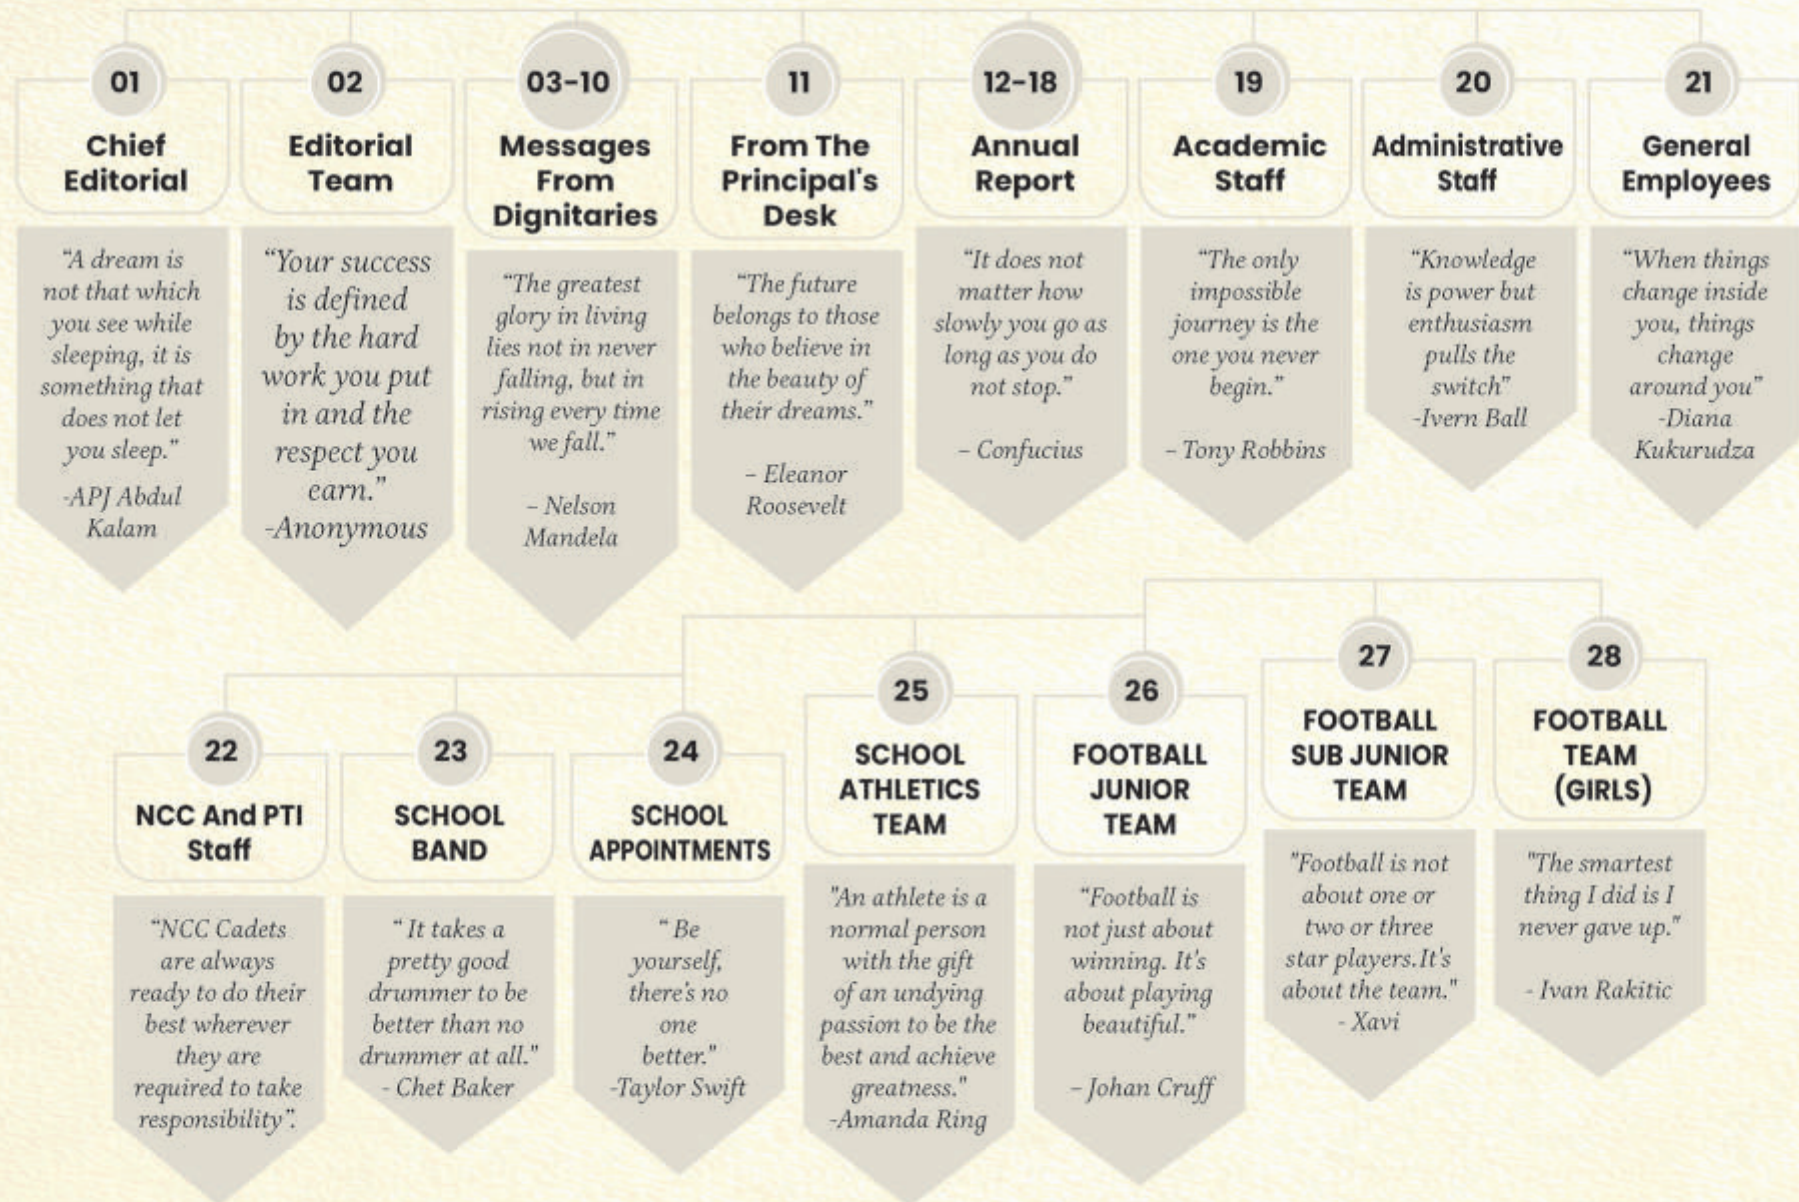 01
Chief
Editorial
“A dream is
not that which
you see while
sleeping, it is
something that
does not let
you sleep.”
-APJ Abdul
Kalam
02
Editorial
Team
“Your success
is defined
by the hard
work you put
in and the
respect you
earn.”
-Anonymous
03-10
Messages
From
Dignitaries
“The greatest
glory in living
lies not in never
falling, but in
rising every time
we fall.”
– Nelson
Mandela
11
From The
Principal's
Desk
“The future
belongs to those
who believe in
the beauty of
their dreams.”
– Eleanor
Roosevelt
12-18
Annual
Report
“It does not
matter how
slowly you go as
long as you do
not stop.”
– Confucius
19
Academic
Staff
“The only
impossible
journey is the
one you never
begin.”
– Tony Robbins
20
Administrative
Staff
“Knowledge
is power but
enthusiasm
pulls the
switch”
-Ivern Ball
21
General
Employees
“When things
change inside
you, things
change
around you”
-Diana
Kukurudza
22
NCC And PTI
Staff
“NCC Cadets
are always
ready to do their
best wherever
they are
required to take
responsibility”.
23
SCHOOL
BAND
“ It takes a
pretty good
drummer to be
better than no
drummer at all."
- Chet Baker
24
SCHOOL
APPOINTMENTS
“ Be
yourself,
there's no
one
better."
-Taylor Swift
25
SCHOOL
ATHLETICS
TEAM
"An athlete is a
normal person
with the gift
of an undying
passion to be the
best and achieve
greatness."
-Amanda Ring
26
FOOTBALL
JUNIOR
TEAM
“Football is
not just about
winning. It's
about playing
beautiful.”
– Johan Cruff
27
FOOTBALL
SUB JUNIOR
TEAM
"Football is not
about one or
two or three
star players.It's
about the team."
- Xavi
28
FOOTBALL
TEAM
(GIRLS)
"The smartest
thing I did is I
never gave up."
- Ivan Rakitic